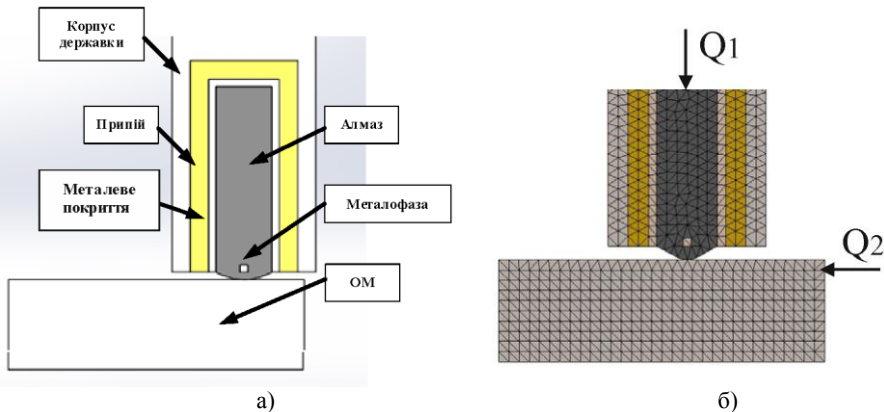 Корпус
державки
Припій
Металеве
покриття
Алмаз
Металофаза
ОМ
а)
Q1
Q2
б)